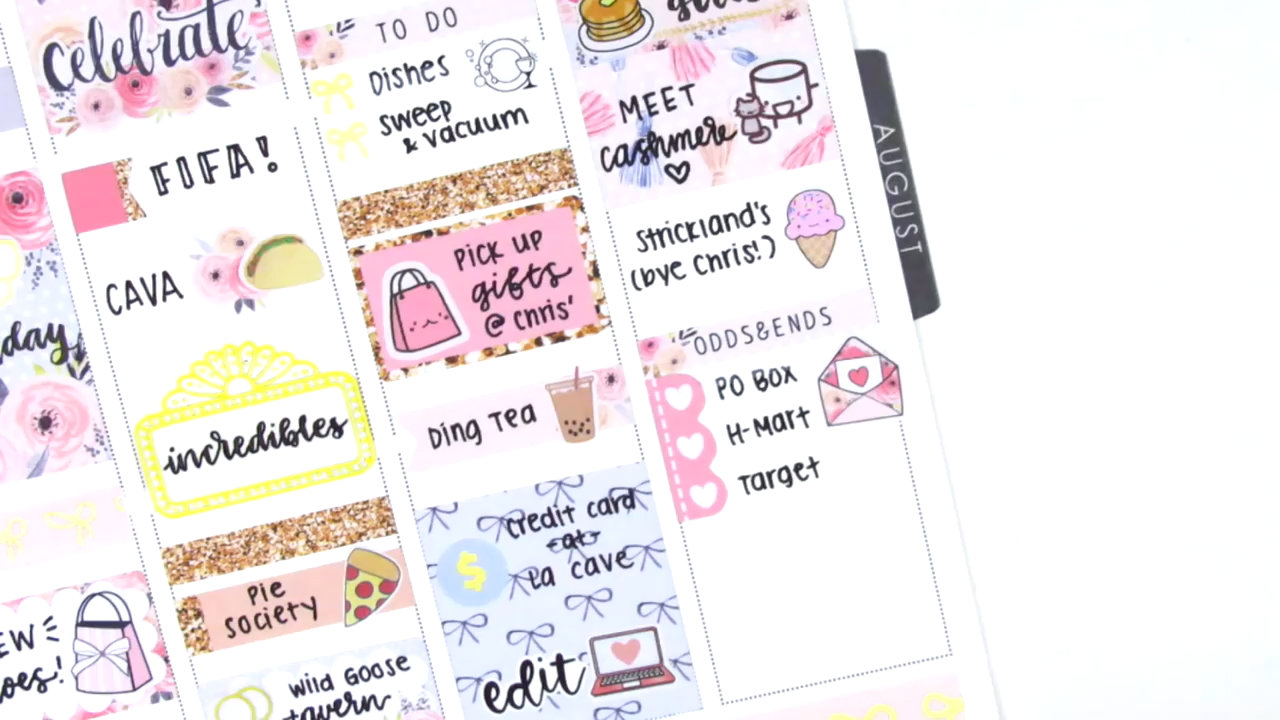 celebrate
FIFA!
CAVA
day
incredibles
Pie
society
Wild Goose
tavern
TO DO
Dishes
sweep
& vacuum
PICK UP
gifts
@ Chris'
Ding Tea
credit card
at
La cave
edit
MEET
cashmere
Strickland's
(bye Chris!)
ODDS&ENDS
PO BOX
H-Mart
Target
AUGUST
$